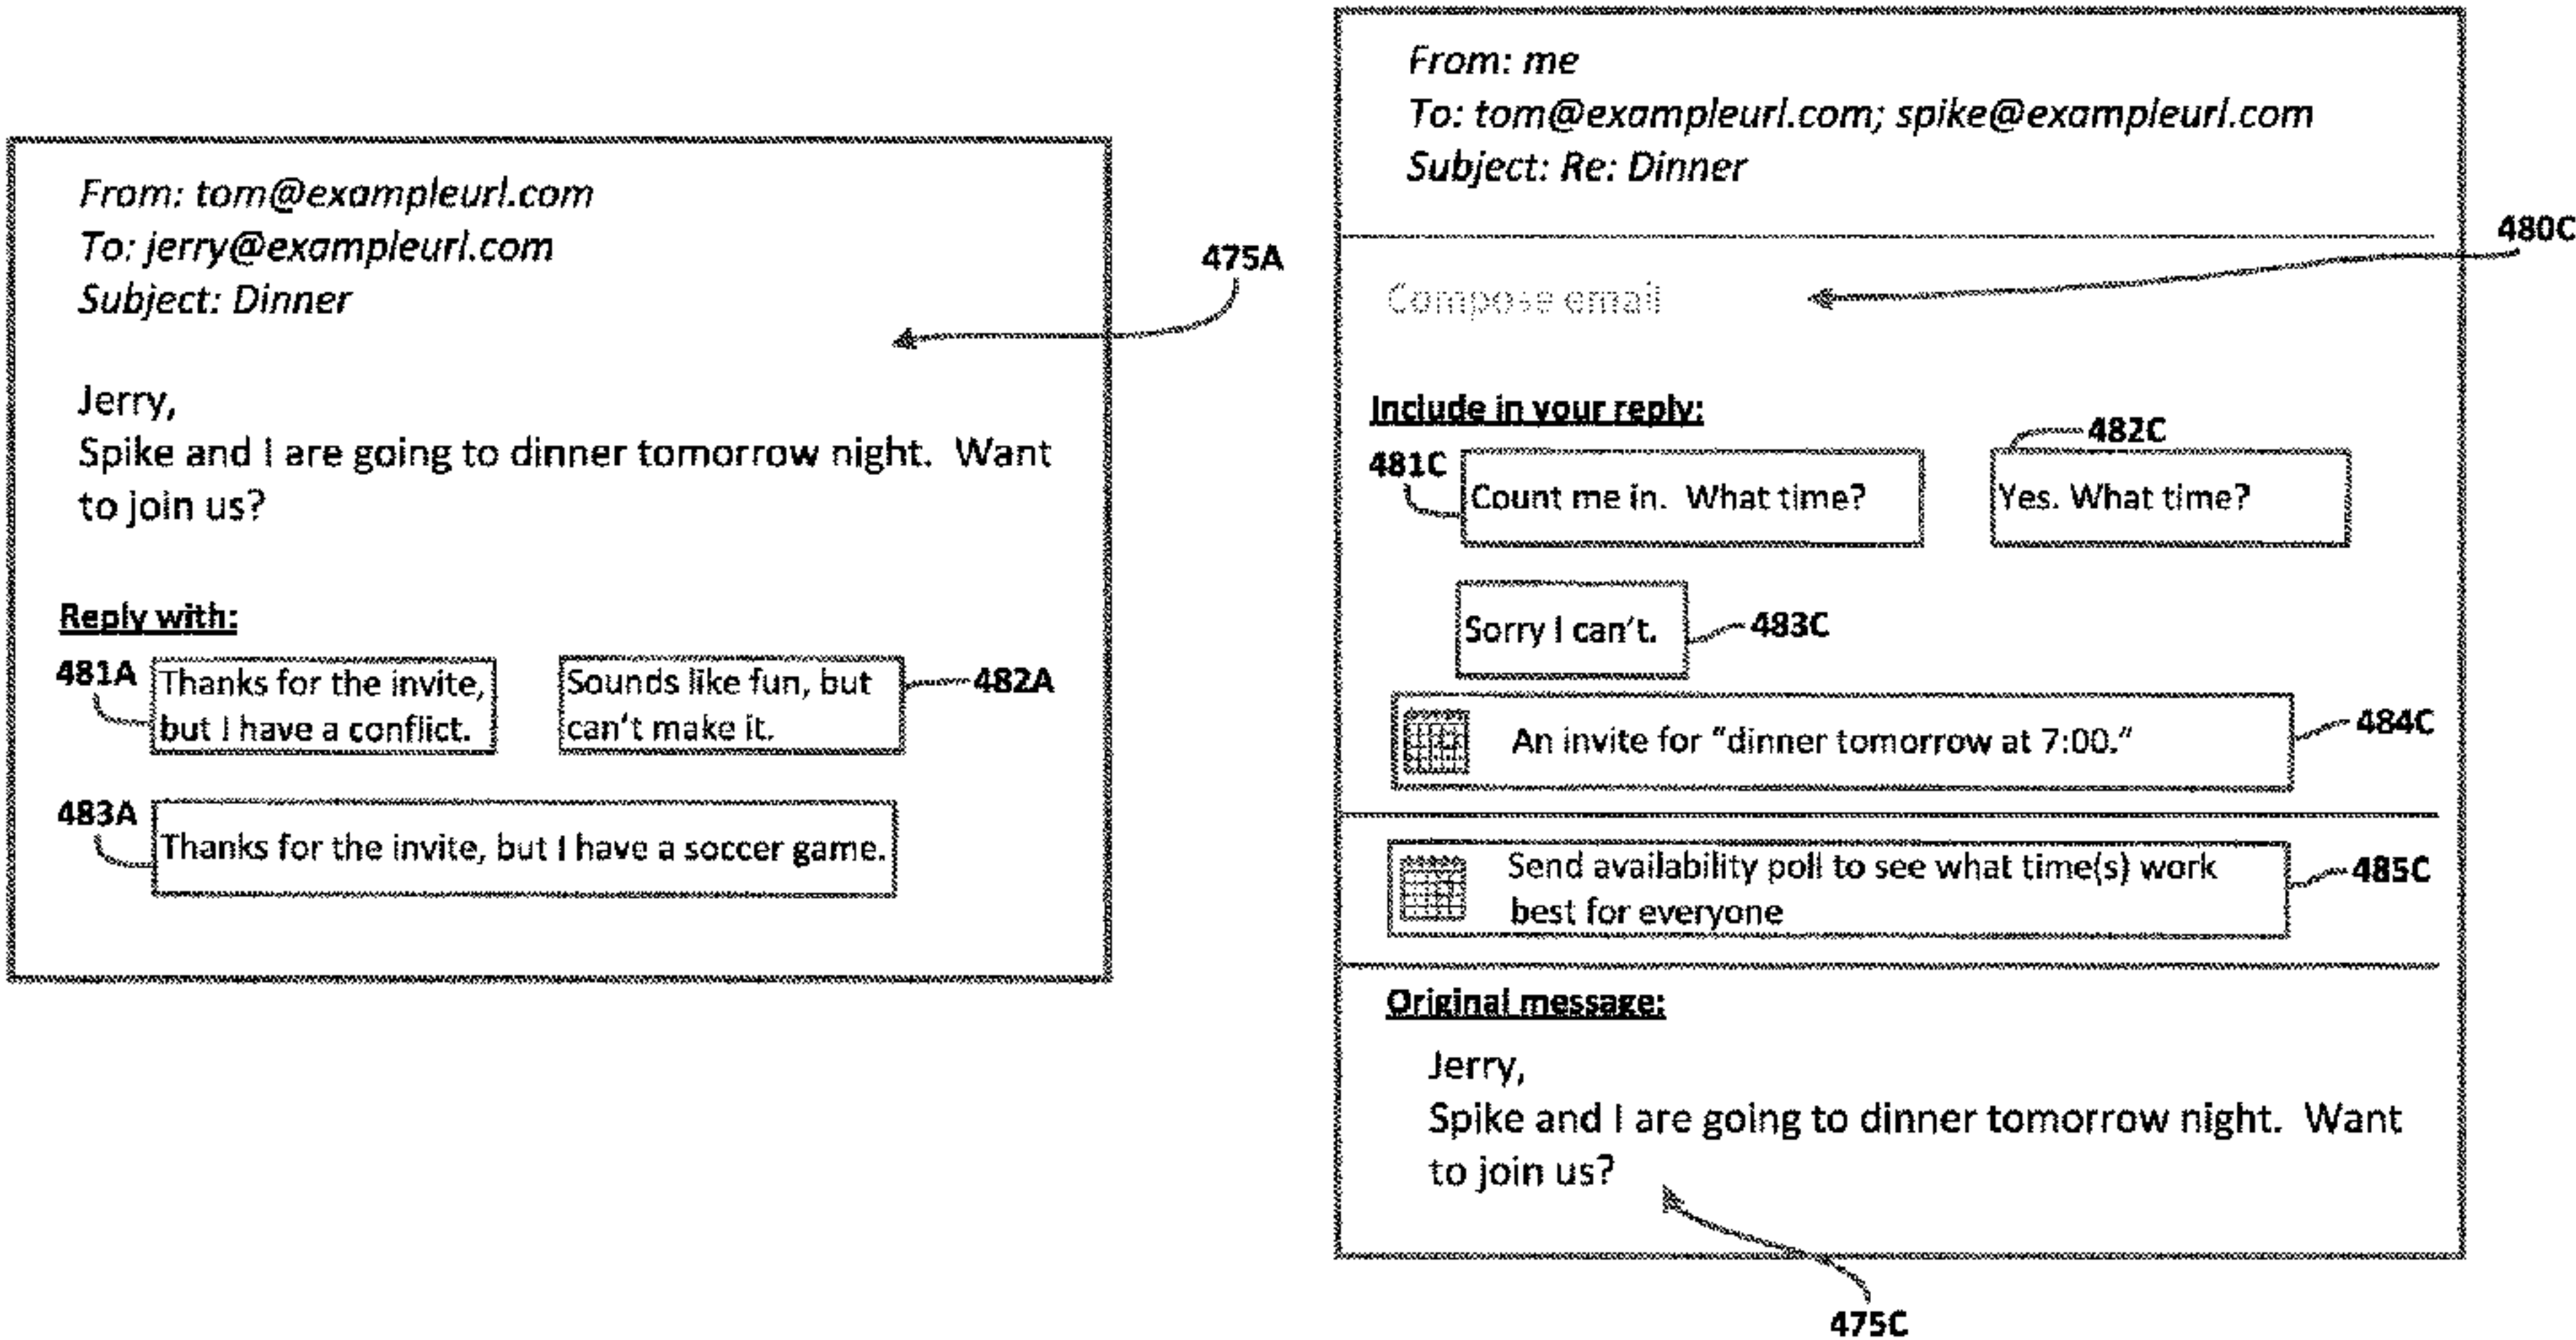 From: tom@exampleurl.com
To: jerry@exampleurl.com
Subject: Dinner
475A
Jerry,
Spike and I are going to dinner tomorrow night.  Want
to join us?
Reply with:
481A
Thanks for the invite,
but I have a conflict.
Sounds like fun, but
can't make it.
482A
483A
Thanks for the invite, but I have a soccer game.
From: me
To: tom@exampleurl.com; spike@exampleurl.com
Subject: Re: Dinner
480C
Compose email
Include in your reply:
482C
481C
Count me in.  What time?
Yes. What time?
Sorry I can't.
483C
An invite for "dinner tomorrow at 7:00."
484C
Send availability poll to see what time(s) work
best for everyone
485C
Original message:
Jerry,
Spike and I are going to dinner tomorrow night.  Want
to join us?
475C